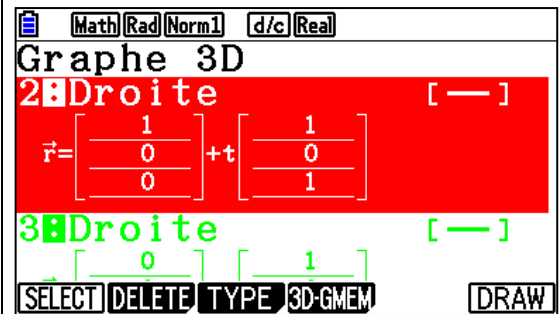 Math Rad Norm1 d/c Real
Graphe 3D
2:Droite [—]
1 1
r⃗= 0 +t 0
0 1
3:Droite [—]
0 1
SELECT DELETE TYPE 3D·GMEM DRAW